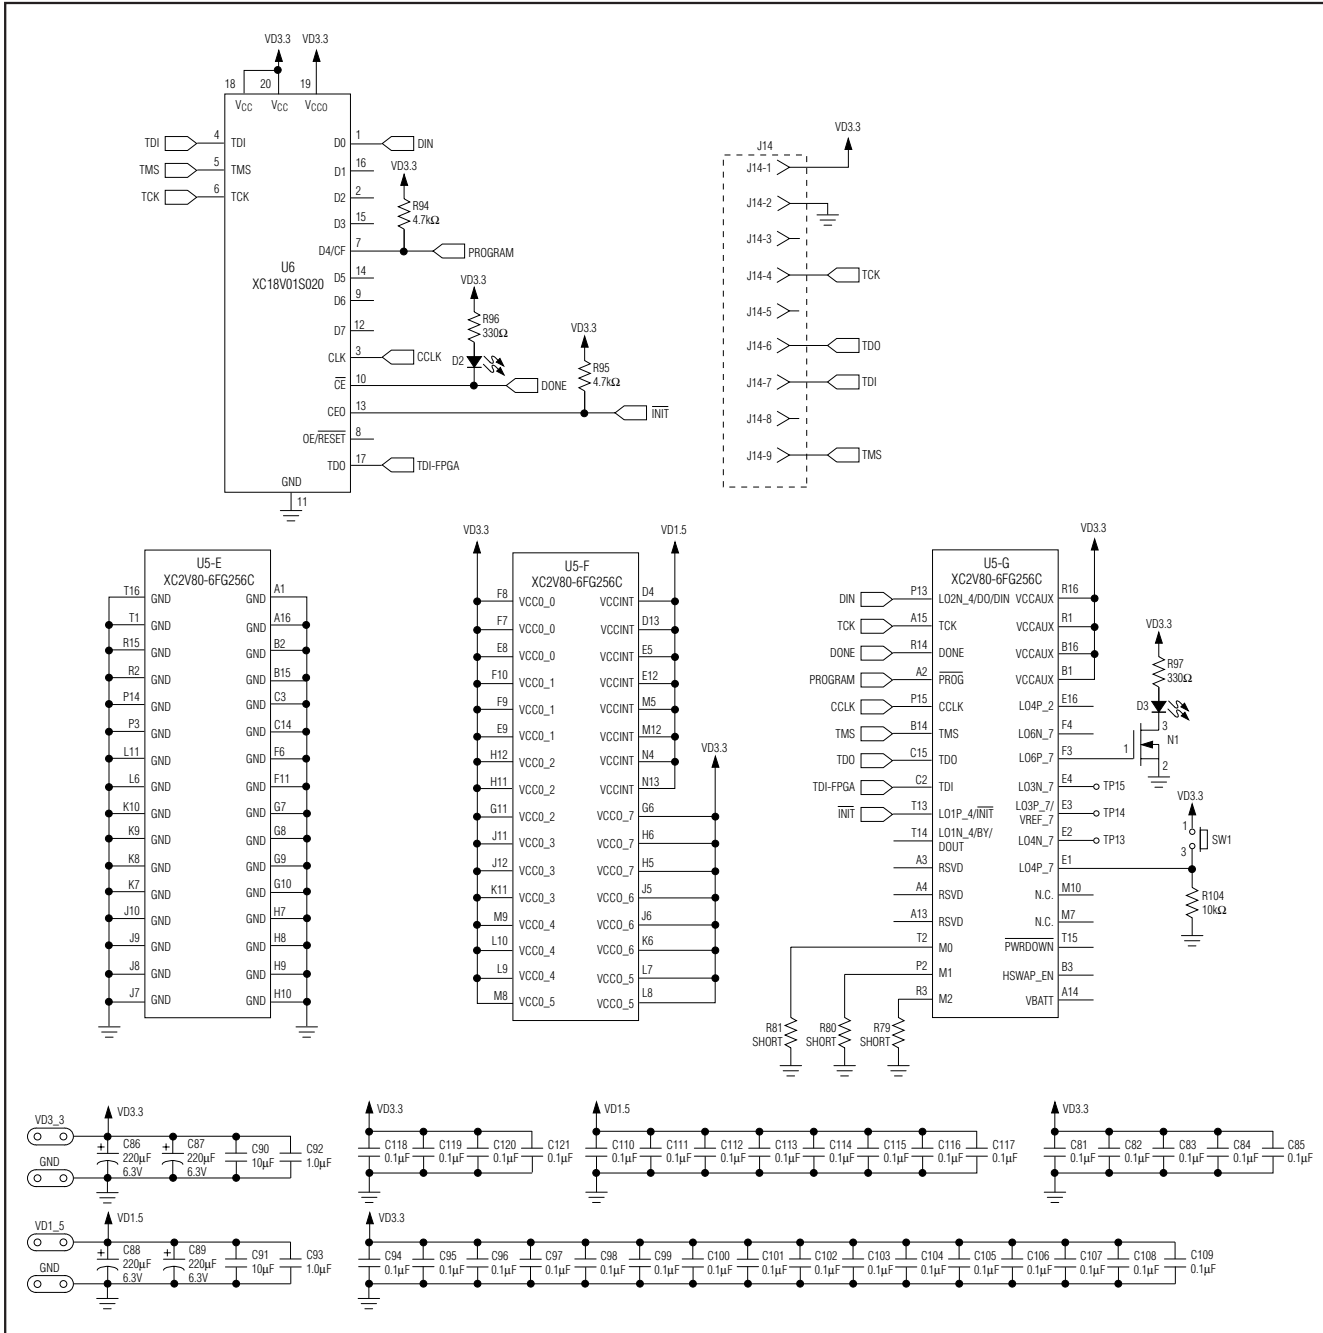 VD3.3 VD3.3
18 20 19
VCC VCC VCCO
TDI 4 TDI
TMS 5 TMS
TCK 6 TCK
U6
XC18V01S020
D0 1 DIN
D1 16
D2 2
D3 15
D4/CF 7 PROGRAM
D5 14
D6 9
D7 12
CLK 3 CCLK
CE 10 DONE
CEO 13 INIT
OE/RESET 8
TDO 17 TDI-FPGA
GND
11
VD3.3
R94
4.7kΩ
VD3.3
R96
330Ω
D2
VD3.3
R95
4.7kΩ
J14
VD3.3
J14-1
J14-2
J14-3
J14-4 TCK
J14-5
J14-6 TDO
J14-7 TDI
J14-8
J14-9 TMS
U5-E
XC2V80-6FG256C
T16 GND GND A1
T1 GND GND A16
R15 GND GND B2
R2 GND GND B15
P14 GND GND C3
P3 GND GND C14
L11 GND GND F6
L6 GND GND F11
K10 GND GND G7
K9 GND GND G8
K8 GND GND G9
K7 GND GND G10
J10 GND GND H7
J9 GND GND H8
J8 GND GND H9
J7 GND GND H10
VD3.3 VD1.5
U5-F
XC2V80-6FG256C
F8 VCC0_0 VCCINT D4
F7 VCC0_0 VCCINT D13
E8 VCC0_0 VCCINT E5
F10 VCC0_1 VCCINT E12
F9 VCC0_1 VCCINT M5
E9 VCC0_1 VCCINT M12
H12 VCC0_2 VCCINT N4
H11 VCC0_2 VCCINT N13
VD3.3
G11 VCC0_2 VCCO_7 G6
J11 VCC0_3 VCCO_7 H6
J12 VCC0_3 VCCO_7 H5
K11 VCC0_3 VCCO_6 J5
M9 VCC0_4 VCCO_6 J6
L10 VCC0_4 VCCO_6 K6
L9 VCC0_4 VCCO_5 L7
M8 VCC0_5 VCCO_5 L8
VD3.3
U5-G
XC2V80-6FG256C
DIN P13 LO2N_4/DO/DIN VCCAUX R16
TCK A15 TCK VCCAUX R1
DONE R14 DONE VCCAUX B16
PROGRAM A2 PROG VCCAUX B1
CCLK P15 CCLK LO4P_2 E16
TMS B14 TMS LO6N_7 F4
TDO C15 TDO LO6P_7 F3
TDI-FPGA C2 TDI LO3N_7 E4 TP15
INIT T13 LO1P_4/INIT LO3P_7/ VREF_7 E3 TP14
T14 LO1N_4/BY/ DOUT LO4N_7 E2 TP13
A3 RSVD LO4P_7 E1
A4 RSVD N.C. M10
A13 RSVD N.C. M7
T2 M0 PWRDOWN T15
P2 M1 HSWAP_EN B3
R3 M2 VBATT A14
VD3.3
R97
330Ω
D3
3
1 N1
2
VD3.3
1
SW1
3
R104
10kΩ
R81 R80 R79
SHORT SHORT SHORT
VD3_3 VD3.3
GND
C86 220µF 6.3V
C87 220µF 6.3V
C90 10µF
C92 1.0µF
VD3.3
C118 0.1µF
C119 0.1µF
C120 0.1µF
C121 0.1µF
VD1.5
C110 0.1µF
C111 0.1µF
C112 0.1µF
C113 0.1µF
C114 0.1µF
C115 0.1µF
C116 0.1µF
C117 0.1µF
VD3.3
C81 0.1µF
C82 0.1µF
C83 0.1µF
C84 0.1µF
C85 0.1µF
VD1_5 VD1.5
GND
C88 220µF 6.3V
C89 220µF 6.3V
C91 10µF
C93 1.0µF
VD3.3
C94 0.1µF
C95 0.1µF
C96 0.1µF
C97 0.1µF
C98 0.1µF
C99 0.1µF
C100 0.1µF
C101 0.1µF
C102 0.1µF
C103 0.1µF
C104 0.1µF
C105 0.1µF
C106 0.1µF
C107 0.1µF
C108 0.1µF
C109 0.1µF